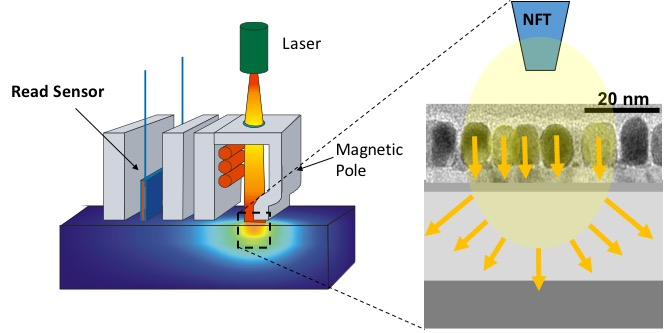 NFT
Laser
Read Sensor
20 nm
Magnetic
Pole